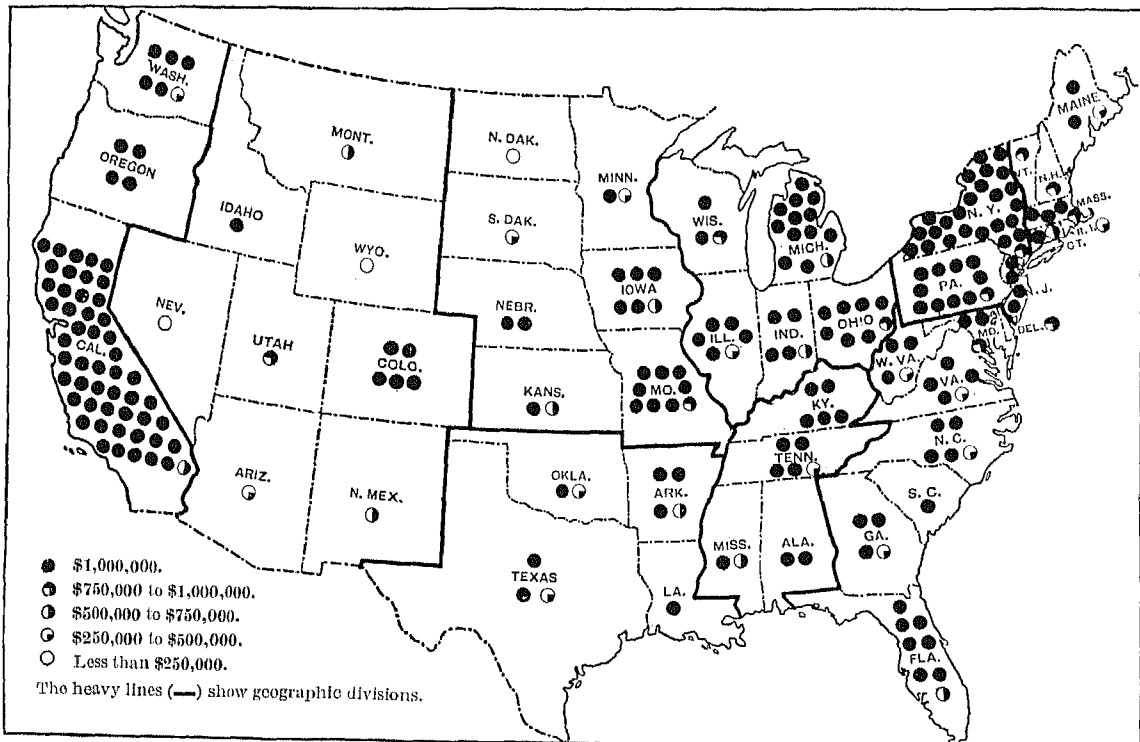 WASH.
MONT.
N. DAK.
MINN.
OREGON
IDAHO
S. DAK.
WIS.
MICH.
N. Y.
VT.
N.H.
MAINE
MASS.
R.I.
CT.
WYO.
NEBR.
IOWA
PA.
N. J.
NEV.
UTAH
COLO.
CAL.
ILL.
IND.
OHIO
MD.
DEL.
W. VA.
VA.
KANS.
MO.
KY.
N. C.
TENN.
ARIZ.
N. MEX.
OKLA.
ARK.
S. C.
MISS.
ALA.
GA.
TEXAS
LA.
FLA.
$1,000,000.
$750,000 to $1,000,000.
$500,000 to $750,000.
$250,000 to $500,000.
Less than $250,000.
The heavy lines (—) show geographic divisions.